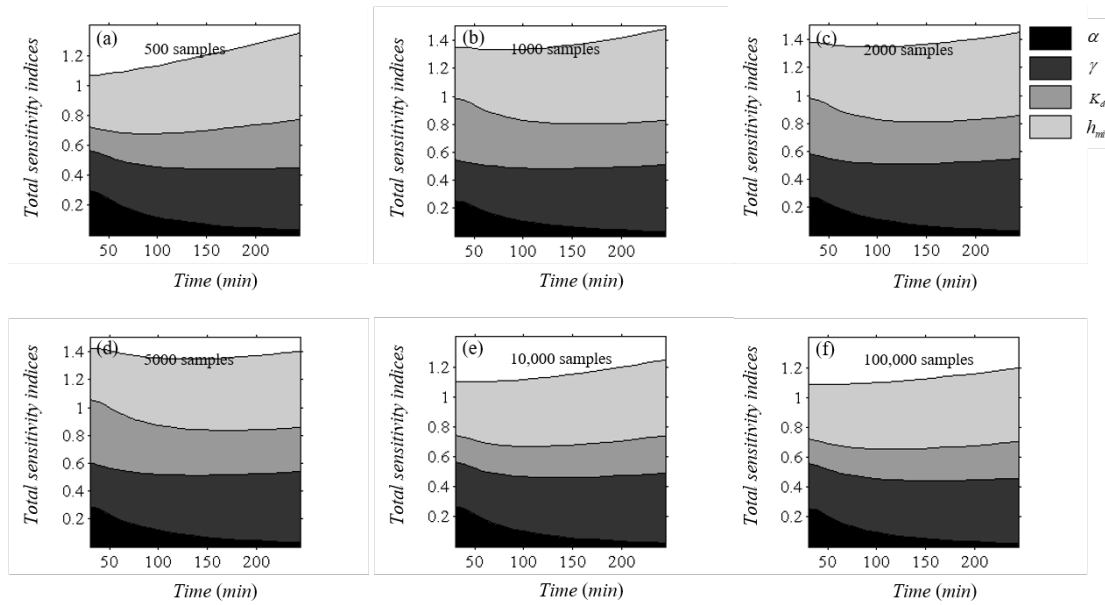 (a)
500 samples
Total sensitivity indices
1.2
1
0.8
0.6
0.4
0.2
50 100 150 200
Time (min)
(b)
1000 samples
Total sensitivity indices
1.4
1.2
1
0.8
0.6
0.4
0.2
50 100 150 200
Time (min)
(c)
2000 samples
Total sensitivity indices
1.4
1.2
1
0.8
0.6
0.4
0.2
50 100 150 200
Time (min)
α
γ
K_d
h_mi
(d)
5000 samples
Total sensitivity indices
1.4
1.2
1
0.8
0.6
0.4
0.2
50 100 150 200
Time (min)
(e)
10,000 samples
Total sensitivity indices
1.2
1
0.8
0.6
0.4
0.2
50 100 150 200
Time (min)
(f)
100,000 samples
Total sensitivity indices
1.2
1
0.8
0.6
0.4
0.2
50 100 150 200
Time (min)